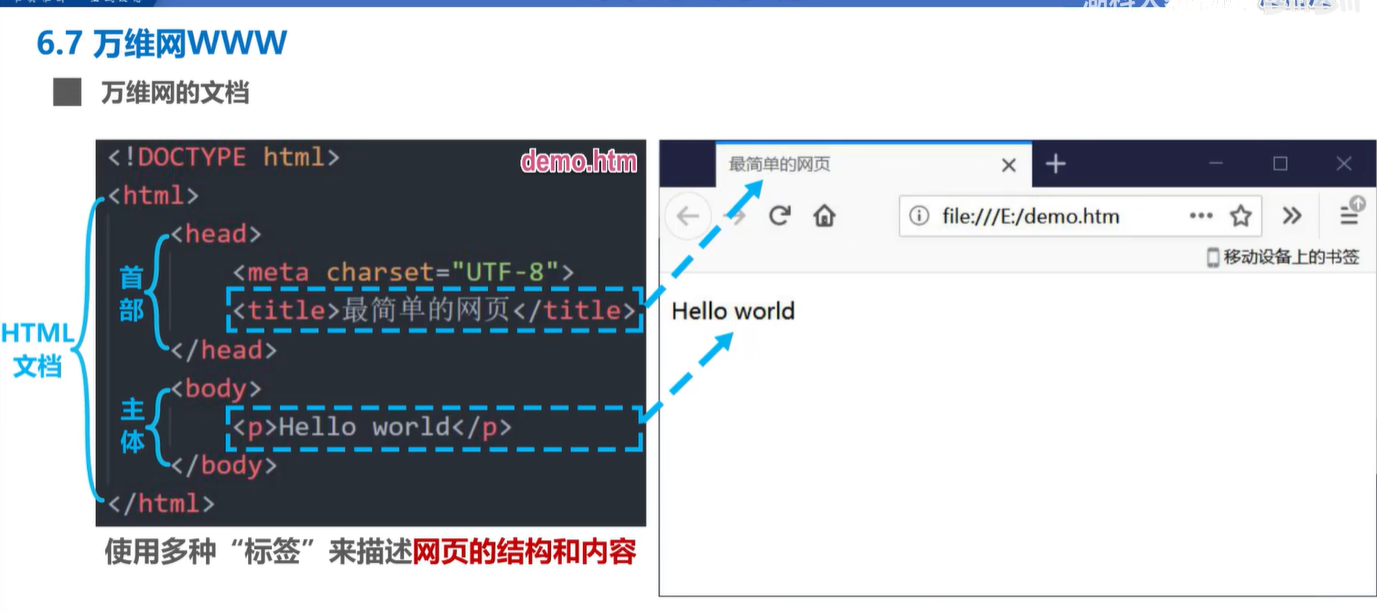 6.7 万维网WWW
万维网的文档
demo.htm
<!DOCTYPE html>
<html>
<head>
<meta charset="UTF-8">
<title>最简单的网页</title>
</head>
<body>
<p>Hello world</p>
</body>
</html>
HTML
文档
首
部
主
体
使用多种“标签”来描述网页的结构和内容
最简单的网页
file:///E:/demo.htm
移动设备上的书签
Hello world